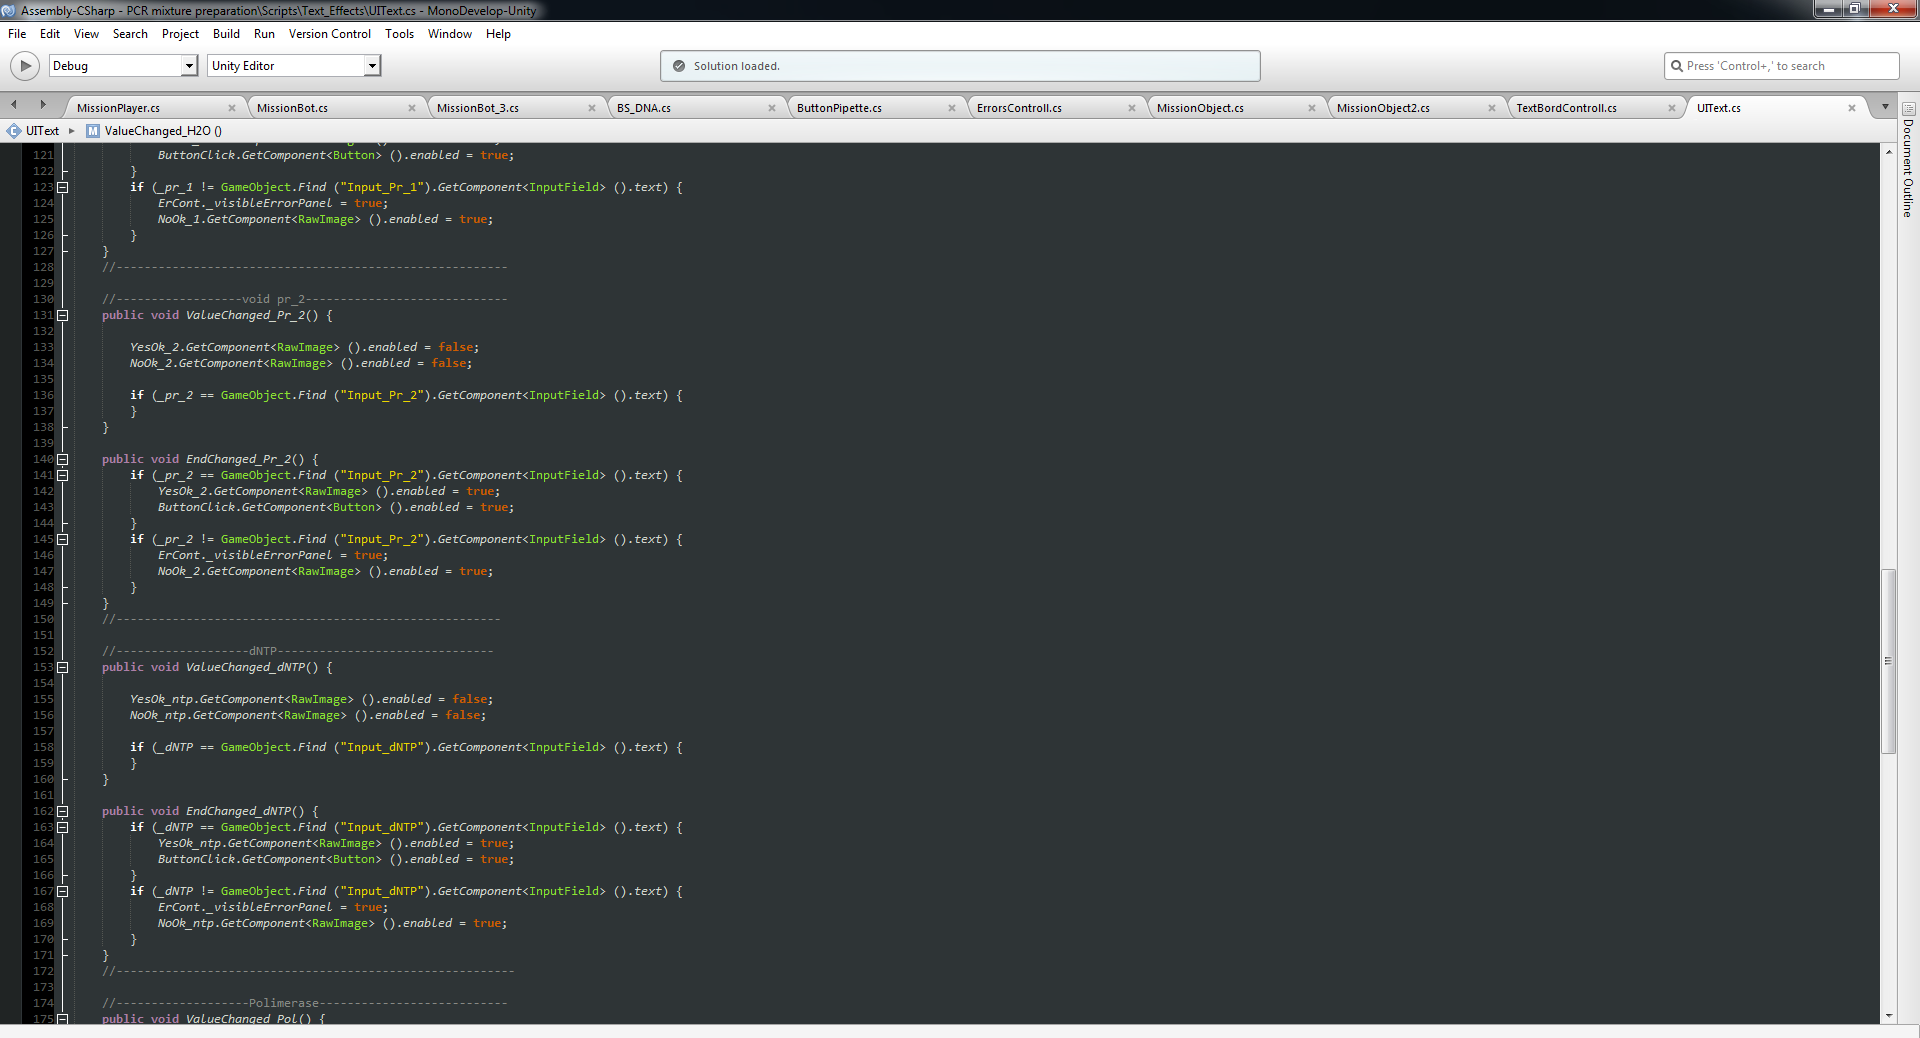 Assembly-CSharp - PCR mixture preparation\Scripts\Text_Effects\UIText.cs - MonoDevelop-Unity
File Edit View Search Project Build Run Version Control Tools Window Help
Debug Unity Editor Solution loaded. Press 'Control+,' to search
MissionPlayer.cs MissionBot.cs MissionBot_3.cs BS_DNA.cs ButtonPipette.cs ErrorsControll.cs MissionObject.cs MissionObject2.cs TextBordControll.cs UIText.cs
UIText ▸ M ValueChanged_H2O ()
Document Outline
121 ButtonClick.GetComponent<Button> ().enabled = true;
122 }
123 if (_pr_1 != GameObject.Find ("Input_Pr_1").GetComponent<InputField> ().text) {
124 ErCont._visibleErrorPanel = true;
125 NoOk_1.GetComponent<RawImage> ().enabled = true;
126 }
127 }
128 //--------------------------------------------------------
129
130 //------------------void pr_2-----------------------------
131 public void ValueChanged_Pr_2() {
132
133 YesOk_2.GetComponent<RawImage> ().enabled = false;
134 NoOk_2.GetComponent<RawImage> ().enabled = false;
135
136 if (_pr_2 == GameObject.Find ("Input_Pr_2").GetComponent<InputField> ().text) {
137 }
138 }
139
140 public void EndChanged_Pr_2() {
141 if (_pr_2 == GameObject.Find ("Input_Pr_2").GetComponent<InputField> ().text) {
142 YesOk_2.GetComponent<RawImage> ().enabled = true;
143 ButtonClick.GetComponent<Button> ().enabled = true;
144 }
145 if (_pr_2 != GameObject.Find ("Input_Pr_2").GetComponent<InputField> ().text) {
146 ErCont._visibleErrorPanel = true;
147 NoOk_2.GetComponent<RawImage> ().enabled = true;
148 }
149 }
150 //-------------------------------------------------------
151
152 //-------------------dNTP-------------------------------
153 public void ValueChanged_dNTP() {
154
155 YesOk_ntp.GetComponent<RawImage> ().enabled = false;
156 NoOk_ntp.GetComponent<RawImage> ().enabled = false;
157
158 if (_dNTP == GameObject.Find ("Input_dNTP").GetComponent<InputField> ().text) {
159 }
160 }
161
162 public void EndChanged_dNTP() {
163 if (_dNTP == GameObject.Find ("Input_dNTP").GetComponent<InputField> ().text) {
164 YesOk_ntp.GetComponent<RawImage> ().enabled = true;
165 ButtonClick.GetComponent<Button> ().enabled = true;
166 }
167 if (_dNTP != GameObject.Find ("Input_dNTP").GetComponent<InputField> ().text) {
168 ErCont._visibleErrorPanel = true;
169 NoOk_ntp.GetComponent<RawImage> ().enabled = true;
170 }
171 }
172 //---------------------------------------------------------
173
174 //-------------------Polimerase---------------------------
175 public void ValueChanged_Pol() {